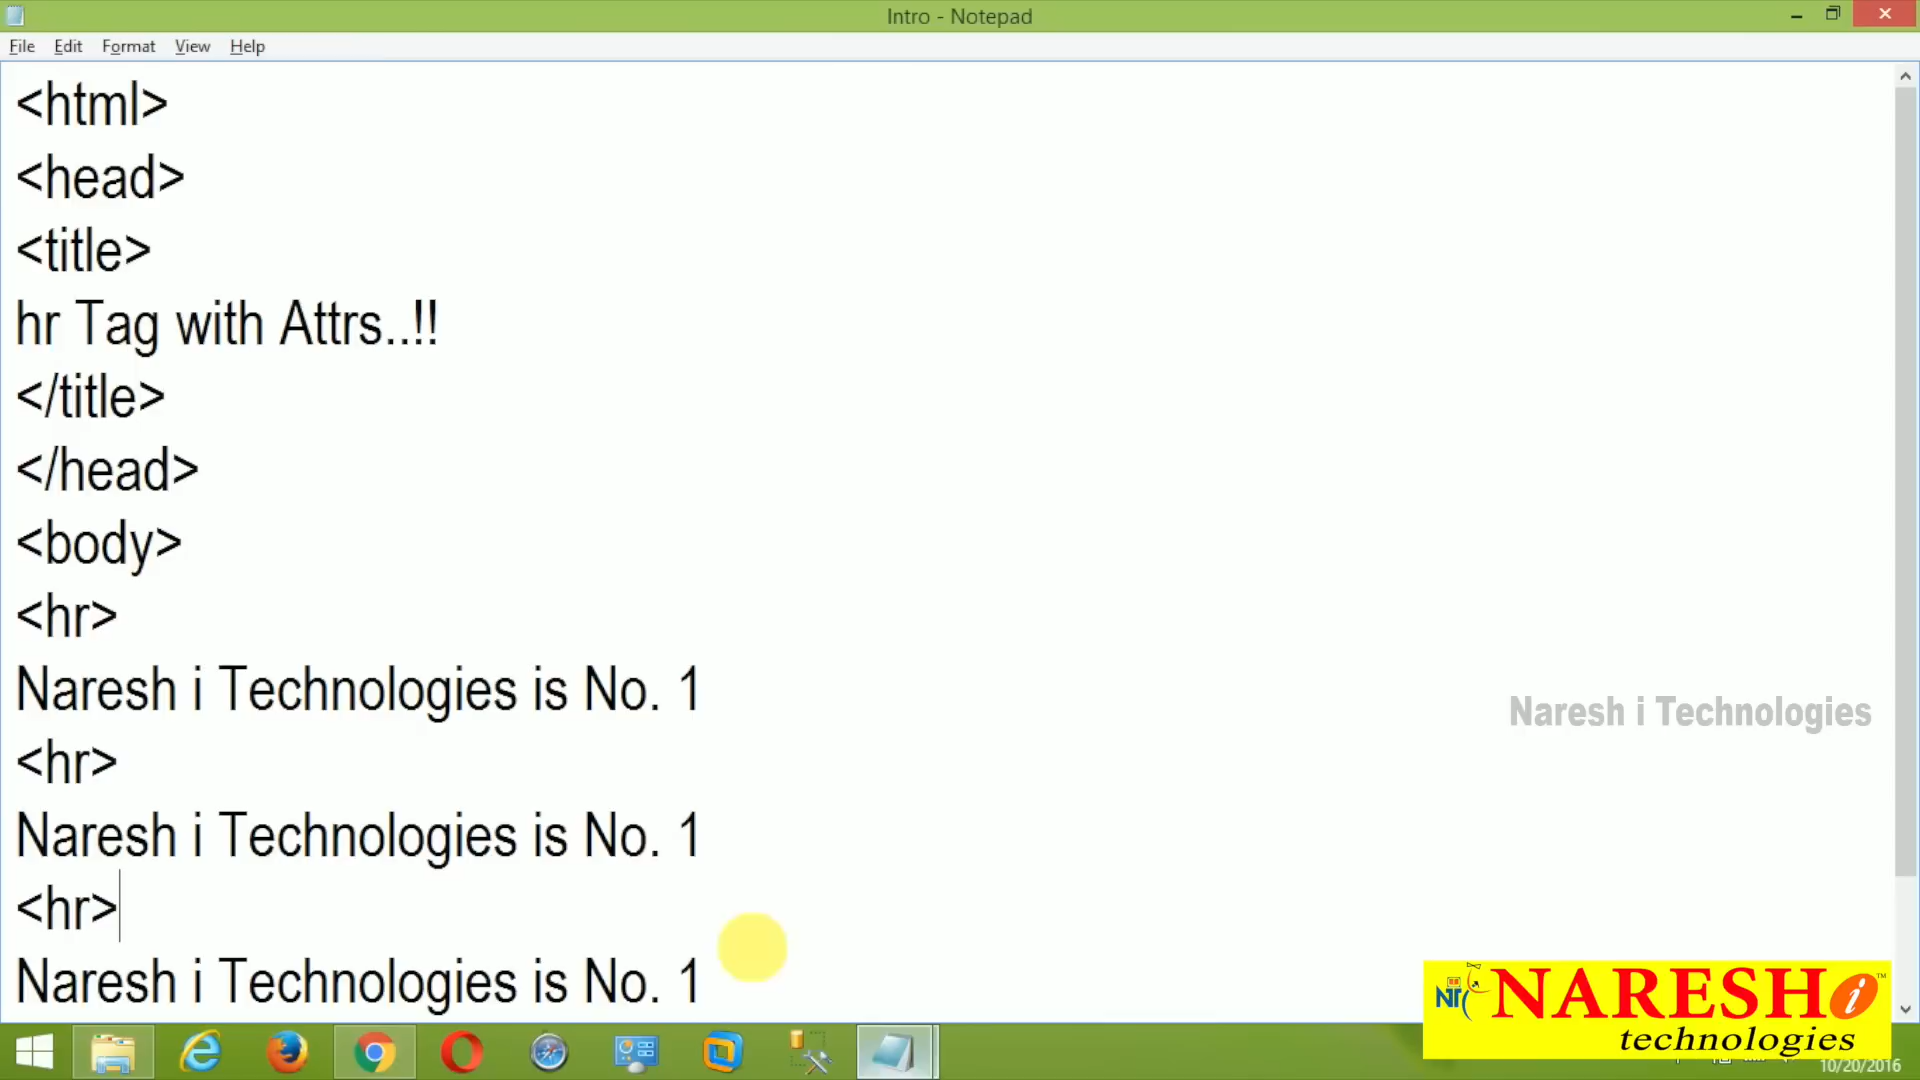 Intro - Notepad
File Edit Format View Help
<html>
<head>
<title>
hr Tag with Attrs..!!
</title>
</head>
<body>
<hr>
Naresh i Technologies is No. 1
<hr>
Naresh i Technologies is No. 1
<hr>
Naresh i Technologies is No. 1
Naresh i Technologies
NARESH i ™
technologies
10/20/2016